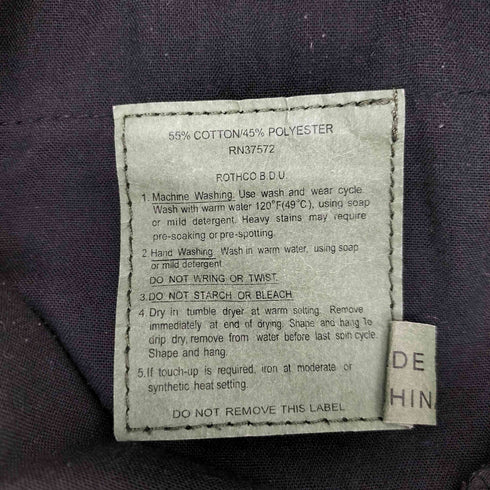 55% COTTON/45% POLYESTER
RN37572
ROTHCO B.D.U.
1. Machine Washing. Use wash and wear cycle.
Wash with warm water 120°F(49°C), using soap
or mild detergent. Heavy stains may require
pre-soaking or pre-spotting.
2. Hand Washing. Wash in warm water, using soap
or mild detergent.
DO NOT WRING OR TWIST.
3. DO NOT STARCH OR BLEACH.
4. Dry in tumble dryer at warm setting. Remove
immediately at end of drying. Shape and hang To
drip dry, remove from water before last spin cycle.
Shape and hang.
5. If touch-up is required, iron at moderate or
synthetic heat setting.
DO NOT REMOVE THIS LABEL
DE
HINA